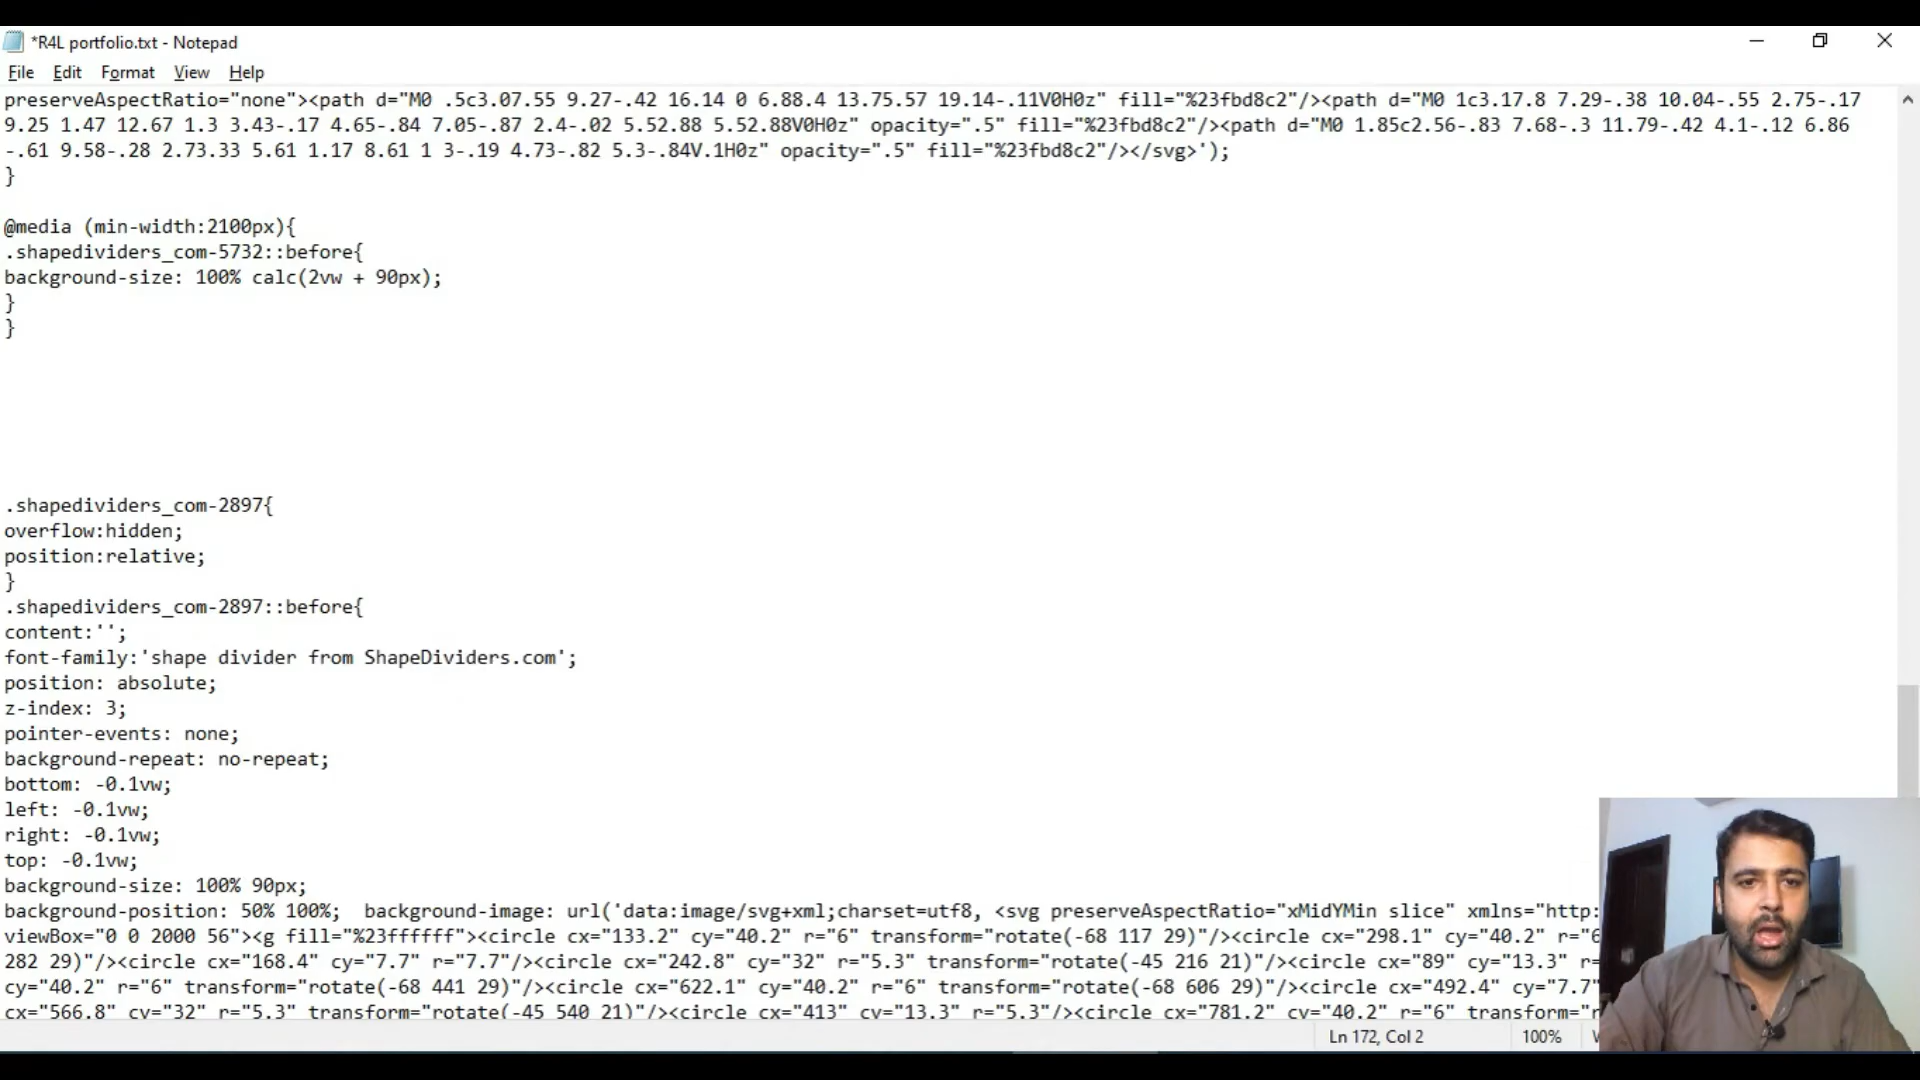 *R4L portfolio.txt - Notepad
File Edit Format View Help
preserveAspectRatio="none"><path d="M0 .5c3.07.55 9.27-.42 16.14 0 6.88.4 13.75.57 19.14-.11V0H0z" fill="%23fbd8c2"/><path d="M0 1c3.17.8 7.29-.38 10.04-.55 2.75-.17
9.25 1.47 12.67 1.3 3.43-.17 4.65-.84 7.05-.87 2.4-.02 5.52.88 5.52.88V0H0z" opacity=".5" fill="%23fbd8c2"/><path d="M0 1.85c2.56-.83 7.68-.3 11.79-.42 4.1-.12 6.86
-.61 9.58-.28 2.73.33 5.61 1.17 8.61 1 3-.19 4.73-.82 5.3-.84V.1H0z" opacity=".5" fill="%23fbd8c2"/></svg>');
}
@media (min-width:2100px){
.shapedividers_com-5732::before{
background-size: 100% calc(2vw + 90px);
}
}
.shapedividers_com-2897{
overflow:hidden;
position:relative;
}
.shapedividers_com-2897::before{
content:'';
font-family:'shape divider from ShapeDividers.com';
position: absolute;
z-index: 3;
pointer-events: none;
background-repeat: no-repeat;
bottom: -0.1vw;
left: -0.1vw;
right: -0.1vw;
top: -0.1vw;
background-size: 100% 90px;
background-position: 50% 100%;  background-image: url('data:image/svg+xml;charset=utf8, <svg preserveAspectRatio="xMidYMin slice" xmlns="http:
viewBox="0 0 2000 56"><g fill="%23ffffff"><circle cx="133.2" cy="40.2" r="6" transform="rotate(-68 117 29)"/><circle cx="298.1" cy="40.2" r="6
282 29)"/><circle cx="168.4" cy="7.7" r="7.7"/><circle cx="242.8" cy="32" r="5.3" transform="rotate(-45 216 21)"/><circle cx="89" cy="13.3" r=
cy="40.2" r="6" transform="rotate(-68 441 29)"/><circle cx="622.1" cy="40.2" r="6" transform="rotate(-68 606 29)"/><circle cx="492.4" cy="7.7"
cx="566.8" cy="32" r="5.3" transform="rotate(-45 540 21)"/><circle cx="413" cy="13.3" r="5.3"/><circle cx="781.2" cy="40.2" r="6" transform="r
Ln 172, Col 2
100%